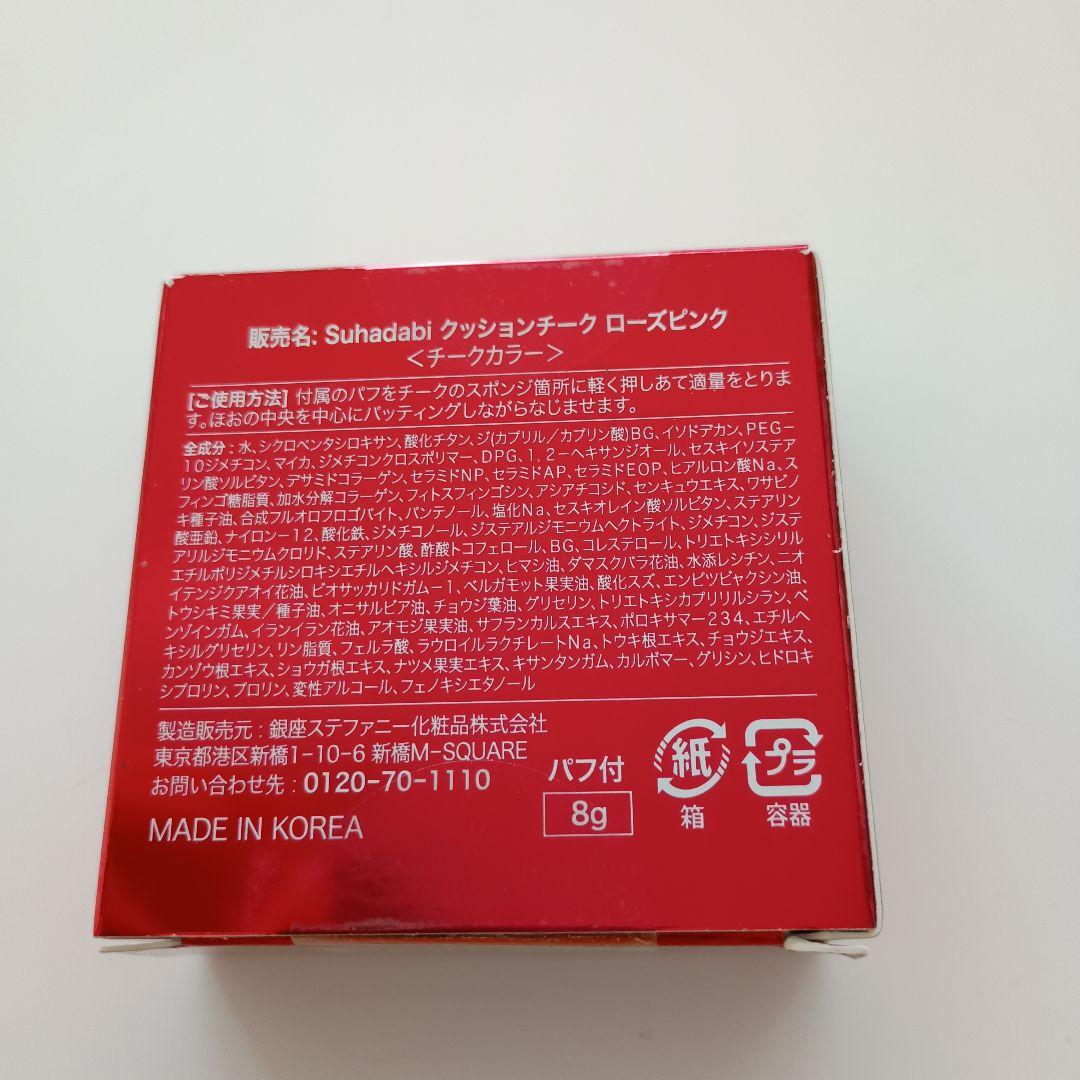 販売名: Suhadabi クッションチーク ローズピンク
＜チークカラー＞
[ご使用方法] 付属のパフをチークのスポンジ箇所に軽く押しあて適量をとりま
す。ほおの中央を中心にパッティングしながらなじませます。
全成分 : 水、シクロペンタシロキサン、酸化チタン、ジ(カプリル／カプリン酸)BG、イソドデカン、PEG-
10ジメチコン、マイカ、ジメチコンクロスポリマー、DPG、1,2-ヘキサンジオール、セスキイソステア
リン酸ソルビタン、デサミドコラーゲン、セラミドNP、セラミドAP、セラミドEOP、ヒアルロン酸Na、ス
フィンゴ糖脂質、加水分解コラーゲン、フィトスフィンゴシン、アシアチコシド、センキュウエキス、ワサビノ
キ種子油、合成フルオロフロゴパイト、パンテノール、塩化Na、セスキオレイン酸ソルビタン、ステアリン
酸亜鉛、ナイロン-12、酸化鉄、ジメチコノール、ジステアルジモニウムヘクトライト、ジメチコン、ジステ
アリルジモニウムクロリド、ステアリン酸、酢酸トコフェロール、BG、コレステロール、トリエトキシシリル
エチルポリジメチルシロキシエチルヘキシルジメチコン、ヒマシ油、ダマスクバラ花油、水添レシチン、ニオ
イテンジクアオイ花油、ビオサッカリドガム-1、ベルガモット果実油、酸化スズ、エンピツビャクシン油、
トウシキミ果実／種子油、オニサルビア油、チョウジ葉油、グリセリン、トリエトキシカプリリルシラン、ベ
ンゾインガム、イランイラン花油、アオモジ果実油、サフランカルスエキス、ポロキサマー234、エチルヘ
キシルグリセリン、リン脂質、フェルラ酸、ラウロイルラクチレートNa、トウキ根エキス、チョウジエキス、
カンゾウ根エキス、ショウガ根エキス、ナツメ果実エキス、キサンタンガム、カルボマー、グリシン、ヒドロキ
シプロリン、プロリン、変性アルコール、フェノキシエタノール
製造販売元 : 銀座ステファニー化粧品株式会社
東京都港区新橋1-10-6 新橋M-SQUARE
お問い合わせ先 : 0120-70-1110
MADE IN KOREA
パフ付
8g
紙
箱
プラ
容器